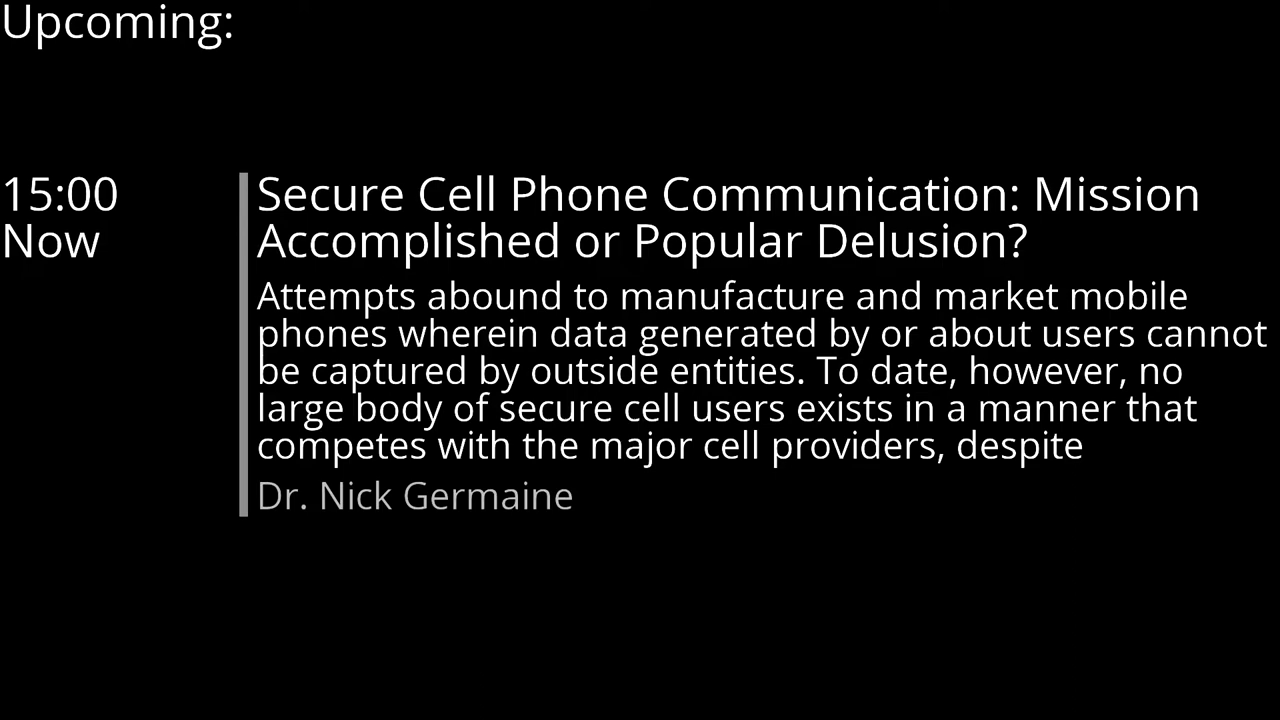 Upcoming:
15:00
Now
Secure Cell Phone Communication: Mission
Accomplished or Popular Delusion?
Attempts abound to manufacture and market mobile
phones wherein data generated by or about users cannot
be captured by outside entities. To date, however, no
large body of secure cell users exists in a manner that
competes with the major cell providers, despite
Dr. Nick Germaine